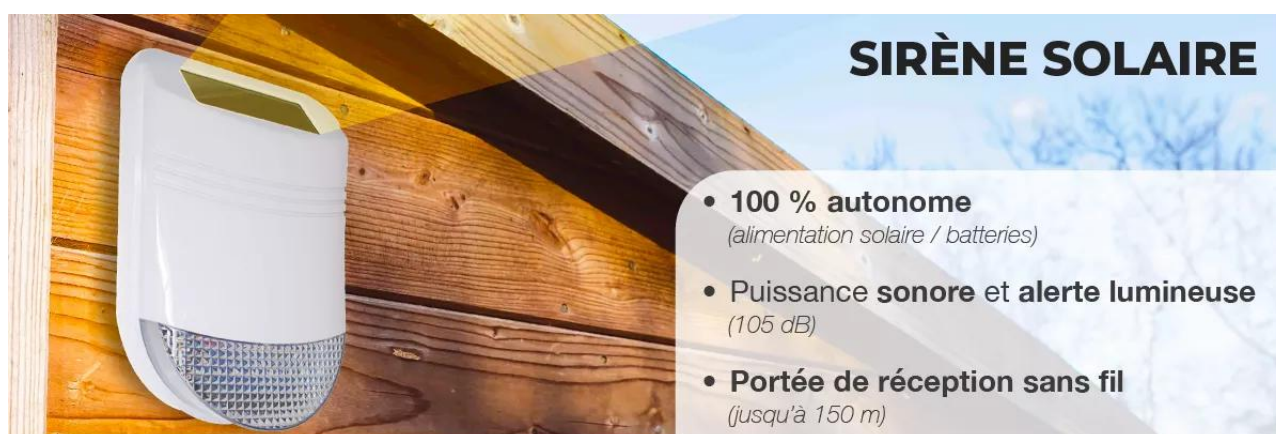 SIRÈNE SOLAIRE
• 100 % autonome
(alimentation solaire / batteries)
• Puissance sonore et alerte lumineuse
(105 dB)
• Portée de réception sans fil
(jusqu'à 150 m)